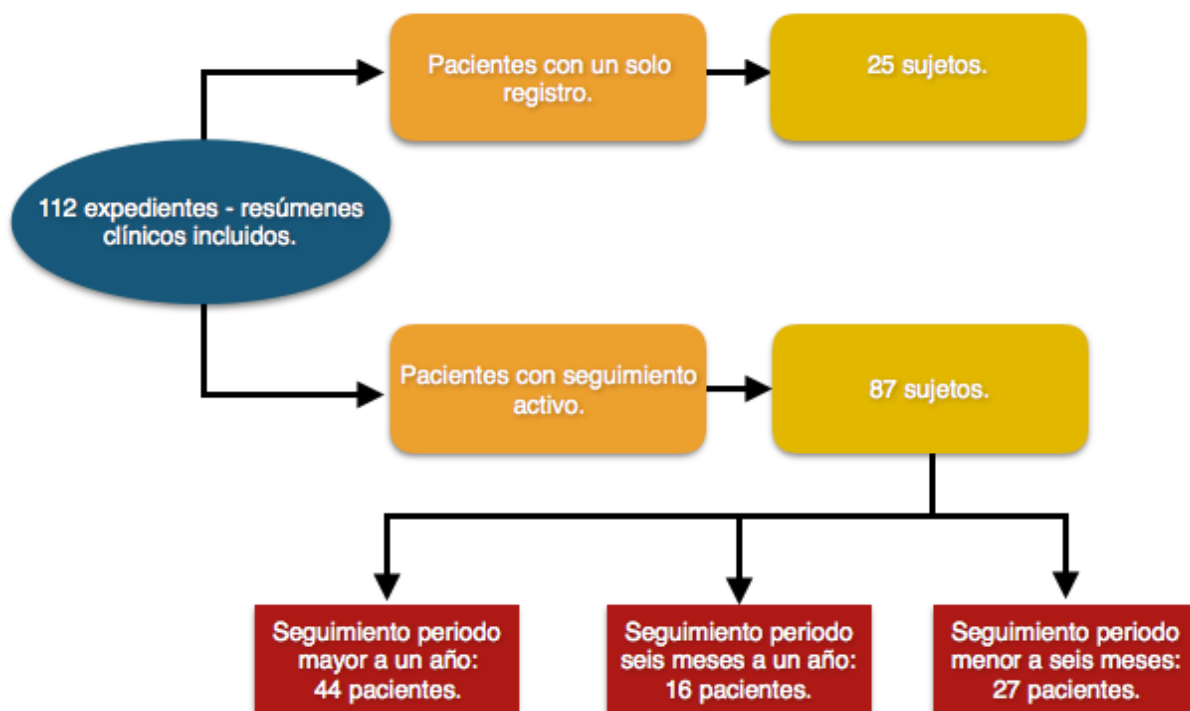 Pacientes con un solo
registro.
25 sujetos.
112 expedientes - resúmenes
clínicos incluidos.
Pacientes con seguimiento
activo.
87 sujetos.
Seguimiento periodo
mayor a un año:
44 pacientes.
Seguimiento periodo
seis meses a un año:
16 pacientes.
Seguimiento periodo
menor a seis meses:
27 pacientes.